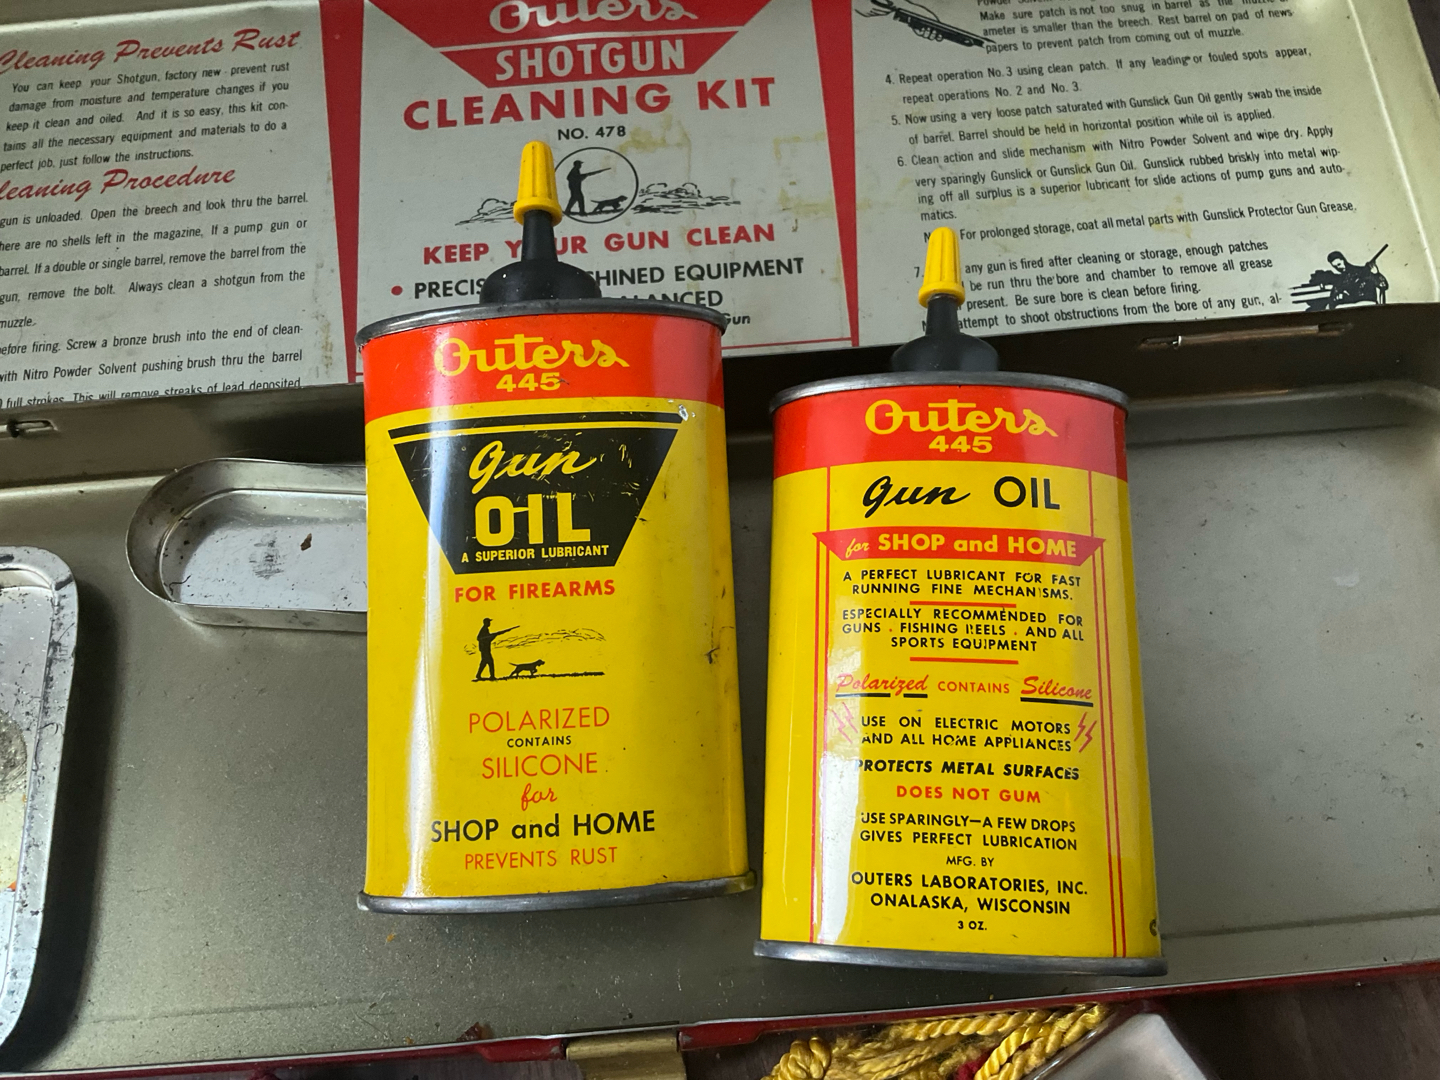 Cleaning Prevents Rust
You can keep your Shotgun, factory new - prevent rust
damage from moisture and temperature changes if you
keep it clean and oiled. And it is so easy, this kit con-
tains all the necessary equipment and materials to do a
perfect job, just follow the instructions.
Cleaning Procedure
gun is unloaded. Open the breech and look thru the barrel.
here are no shells left in the magazine, If a pump gun or
barrel. If a double or single barrel, remove the barrel from the
gun, remove the bolt. Always clean a shotgun from the
muzzle.
before firing. Screw a bronze brush into the end of clean-
with Nitro Powder Solvent pushing brush thru the barrel
full strokes. This will remove streaks of lead deposited
Outers
SHOTGUN
CLEANING KIT
NO. 478
KEEP YOUR GUN CLEAN
• PRECIS CHINED EQUIPMENT
ALANCED
Gun
Make sure patch is not too snug in barrel as the
ameter is smaller than the breech. Rest barrel on pad of news-
papers to prevent patch from coming out of muzzle.
4. Repeat operation No. 3 using clean patch. If any leading or fouled spots appear,
repeat operations No. 2 and No. 3.
5. Now using a very loose patch saturated with Gunslick Gun Oil gently swab the inside
of barrel. Barrel should be held in horizontal position while oil is applied.
6. Clean action and slide mechanism with Nitro Powder Solvent and wipe dry. Apply
very sparingly Gunslick or Gunslick Gun Oil. Gunslick rubbed briskly into metal wip-
ing off all surplus is a superior lubricant for slide actions of pump guns and auto-
matics.
For prolonged storage, coat all metal parts with Gunslick Protector Gun Grease.
7. any gun is fired after cleaning or storage, enough patches
be run thru the bore and chamber to remove all grease
present. Be sure bore is clean before firing.
attempt to shoot obstructions from the bore of any gun, al-
Outers
445
Gun
OIL
A SUPERIOR LUBRICANT
FOR FIREARMS
POLARIZED
CONTAINS
SILICONE
for
SHOP and HOME
PREVENTS RUST
Outers
445
Gun OIL
for SHOP and HOME
A PERFECT LUBRICANT FOR FAST
RUNNING FINE MECHANISMS.
ESPECIALLY RECOMMENDED FOR
GUNS . FISHING REELS . AND ALL
SPORTS EQUIPMENT
Polarized CONTAINS Silicone
USE ON ELECTRIC MOTORS
AND ALL HOME APPLIANCES
PROTECTS METAL SURFACES
DOES NOT GUM
USE SPARINGLY—A FEW DROPS
GIVES PERFECT LUBRICATION
MFG. BY
OUTERS LABORATORIES, INC.
ONALASKA, WISCONSIN
3 OZ.